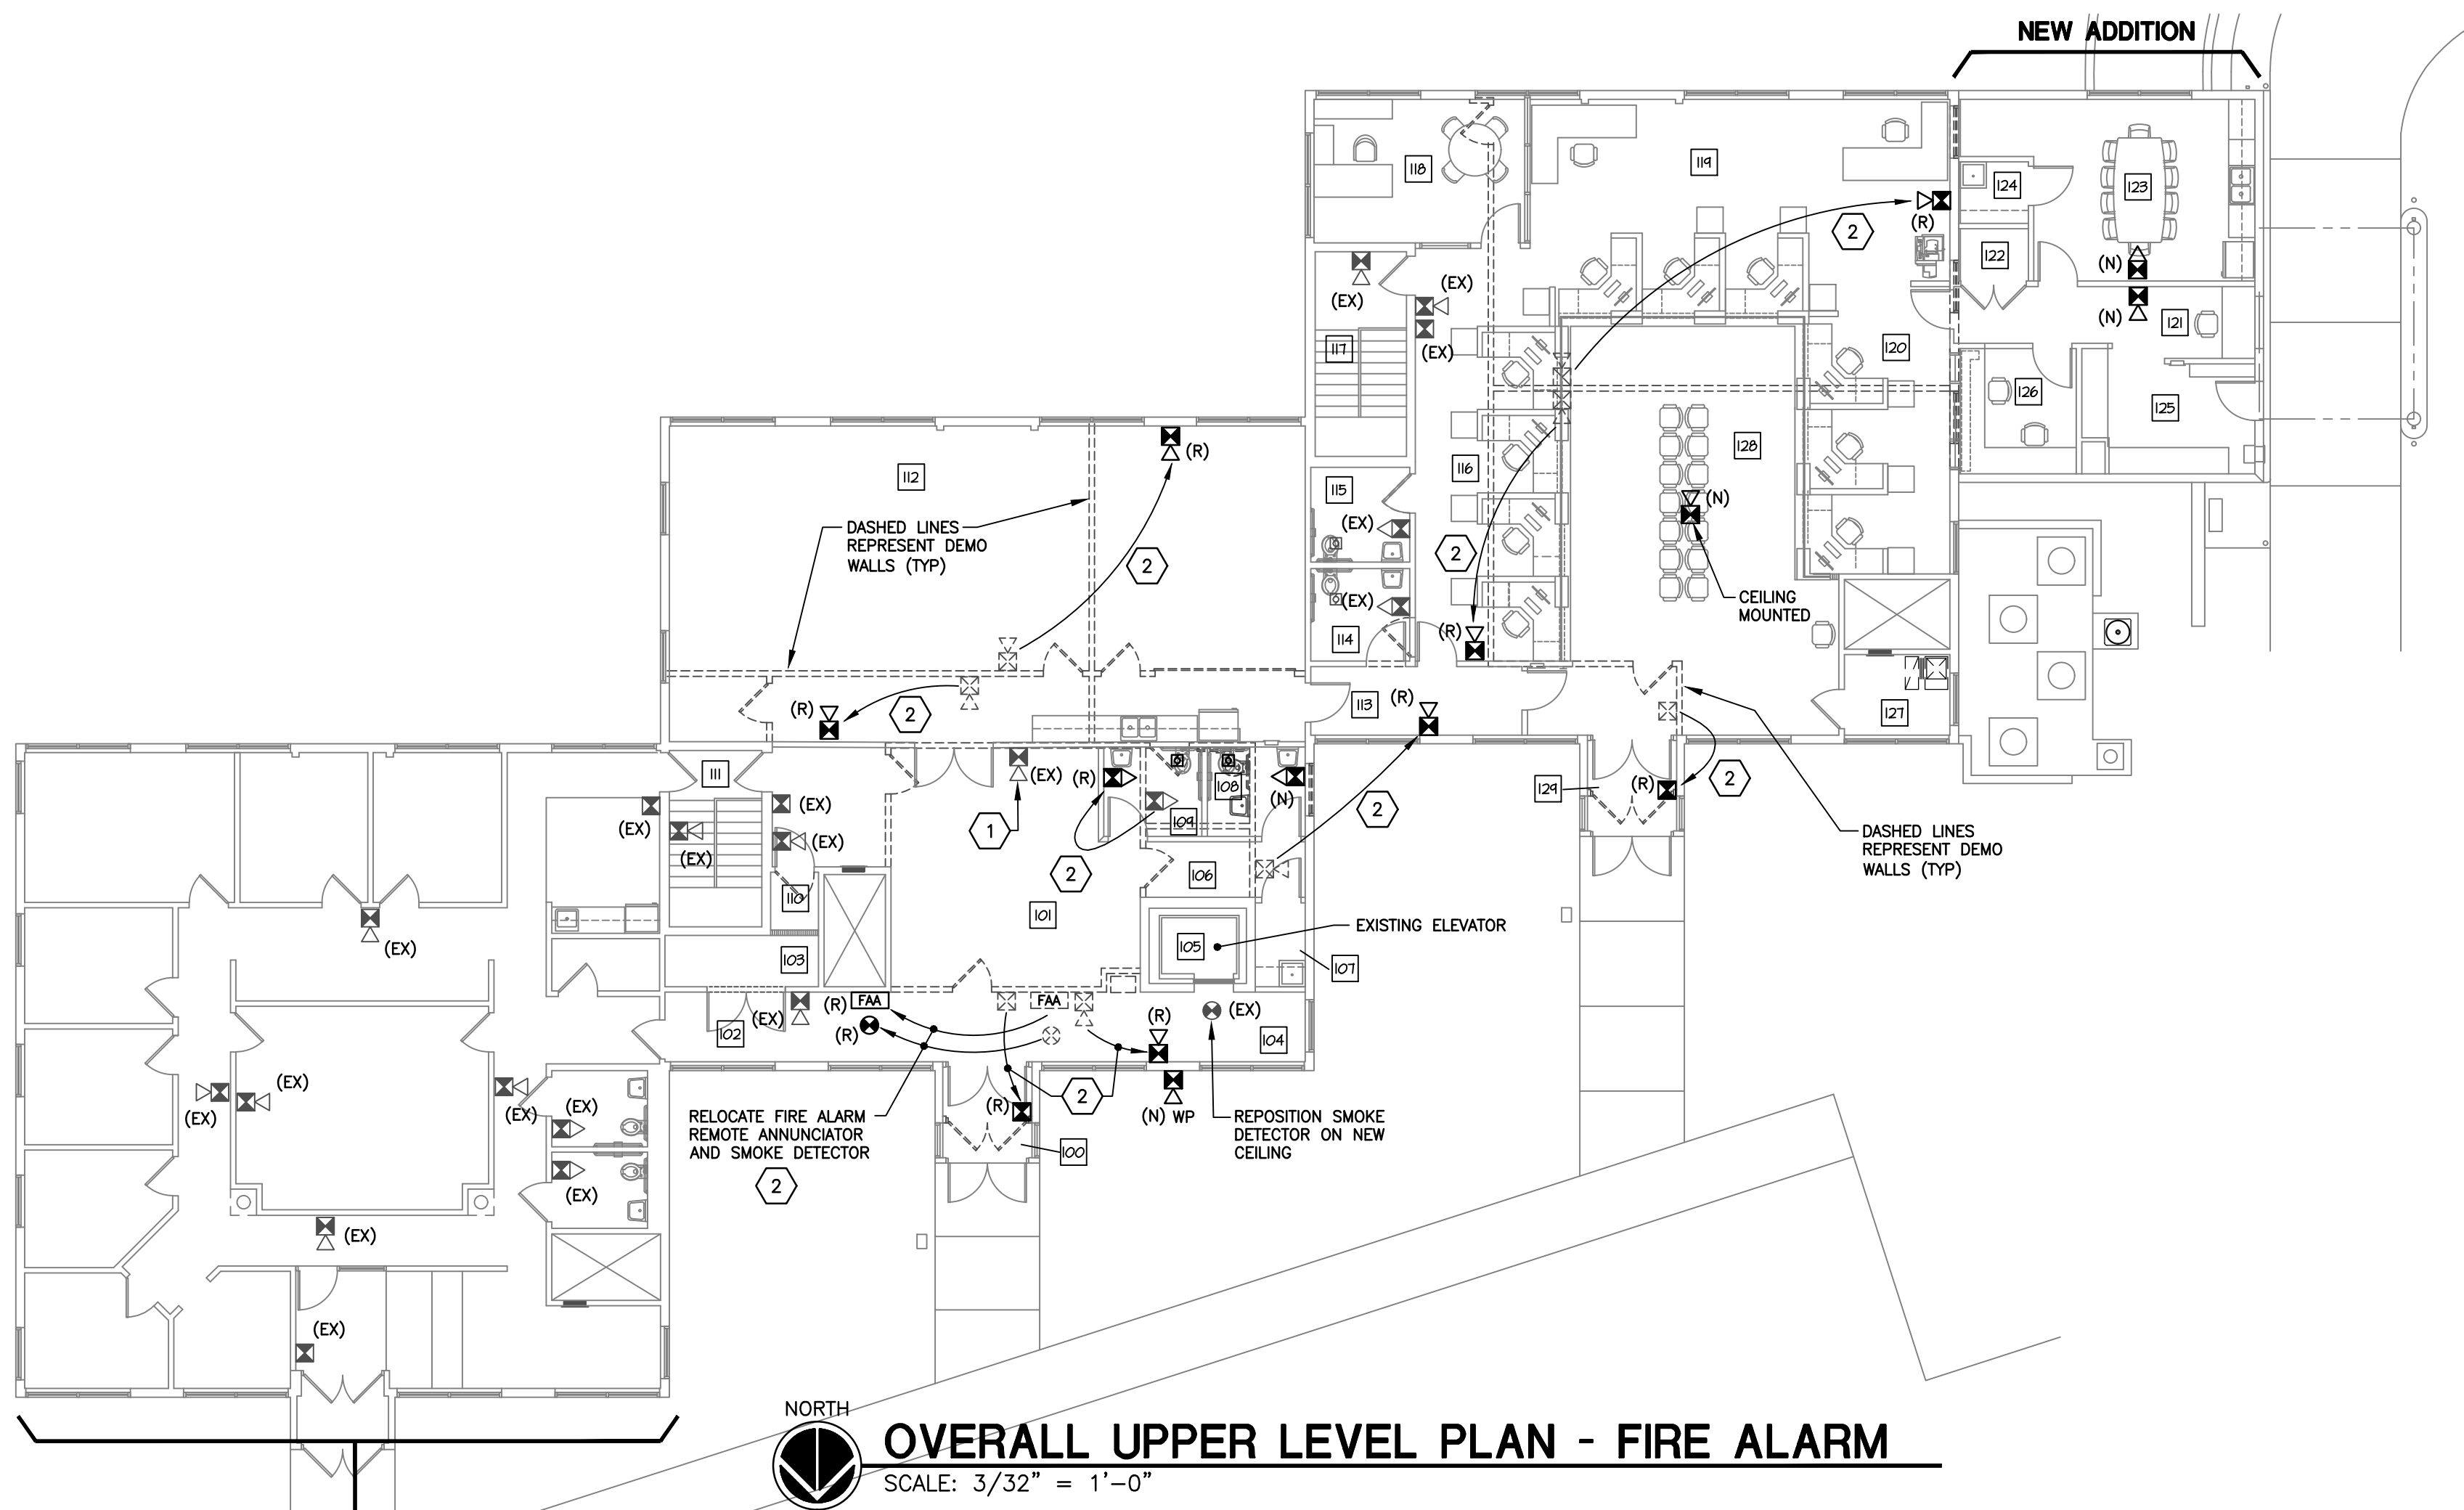 NEW ADDITION
118
119
124
123
2
(R)
122
(N)
(EX)
(EX)
(N)
121
117
(EX)
120
126
125
(R)
112
116
128
115
(N)
DASHED LINES
REPRESENT DEMO
WALLS (TYP)
(EX)
2
2
(EX)
CEILING
MOUNTED
114
(R)
(R)
2
113
(R)
127
111
(EX)
(R)
108
(N)
129
(R)
2
(EX)
(EX)
1
109
2
DASHED LINES
REPRESENT DEMO
WALLS (TYP)
(EX)
(EX)
2
106
110
101
EXISTING ELEVATOR
(EX)
105
103
107
(R)
FAA
FAA
(EX)
(R)
(EX)
102
(R)
104
(EX)
(EX)
(EX)
(EX)
2
(R)
(N) WP
RELOCATE FIRE ALARM
REMOTE ANNUNCIATOR
AND SMOKE DETECTOR
2
REPOSITION SMOKE
DETECTOR ON NEW
CEILING
100
(EX)
(EX)
(EX)
NORTH
OVERALL UPPER LEVEL PLAN - FIRE ALARM
SCALE: 3/32" = 1'-0"